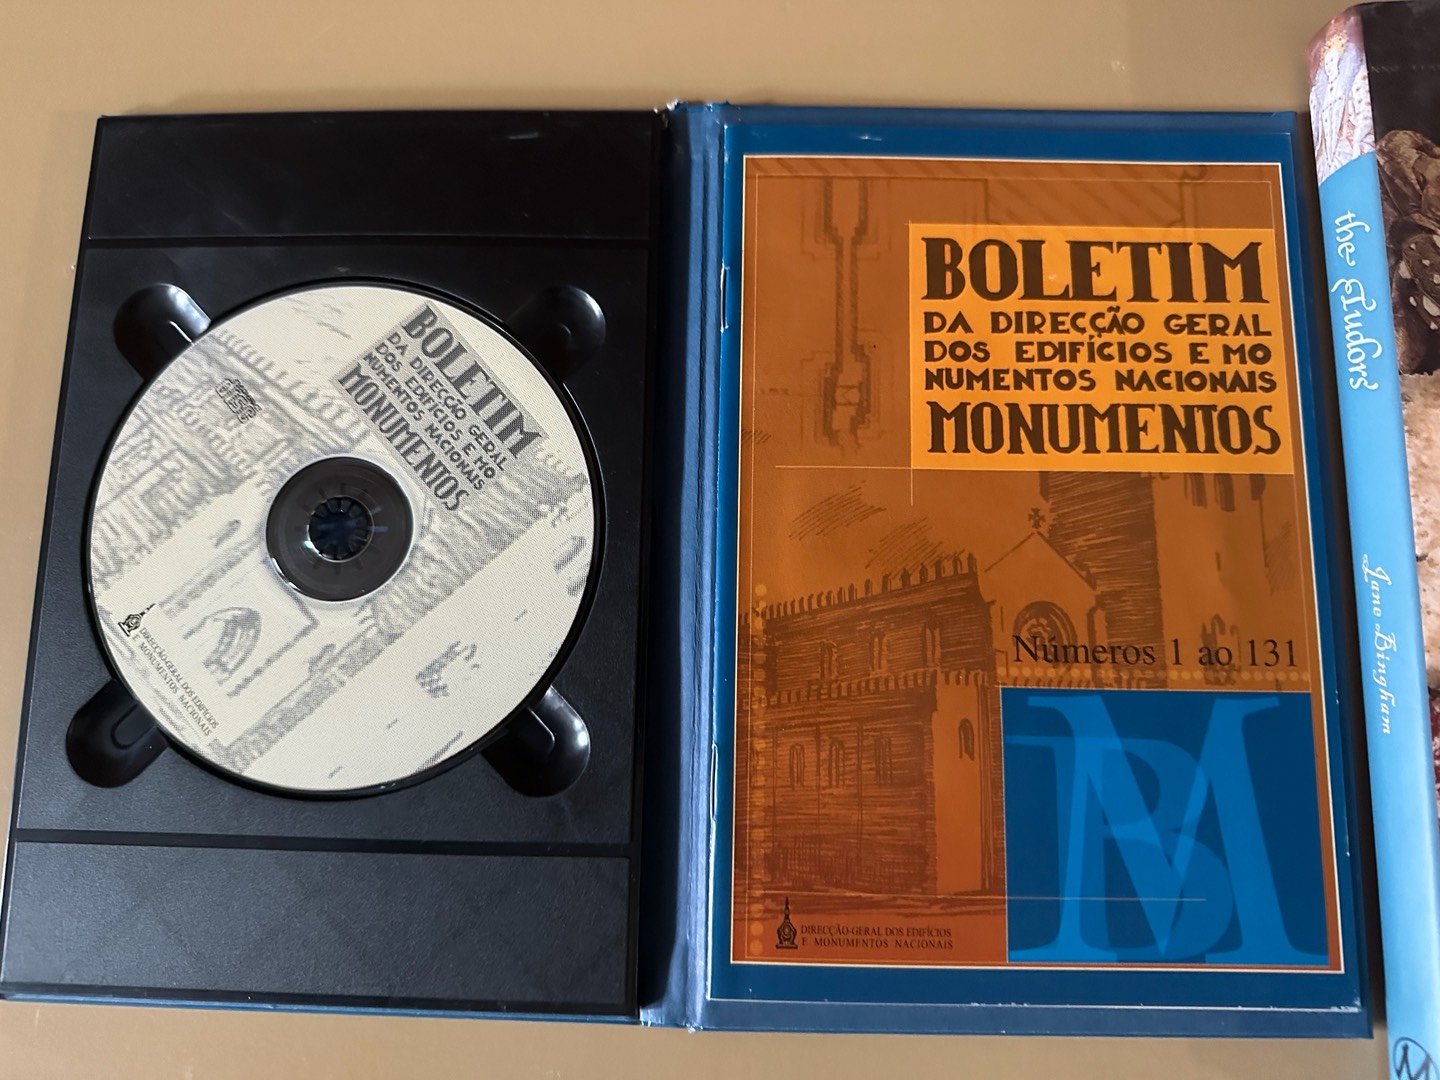 BOLETIM
DA DIRECÇÃO GERAL
DOS EDIFÍCIOS E MO
NUMENTOS NACIONAIS
MONUMENTOS
DIRECÇÃO-GERAL DOS EDIFÍCIOS
E MONUMENTOS NACIONAIS
BOLETIM
DA DIRECÇÃO GERAL
DOS EDIFÍCIOS E MO
NUMENTOS NACIONAIS
MONUMENTOS
Números 1 ao 131
BM
DIRECÇÃO-GERAL DOS EDIFÍCIOS
E MONUMENTOS NACIONAIS
the Tudors
Jane Bingham